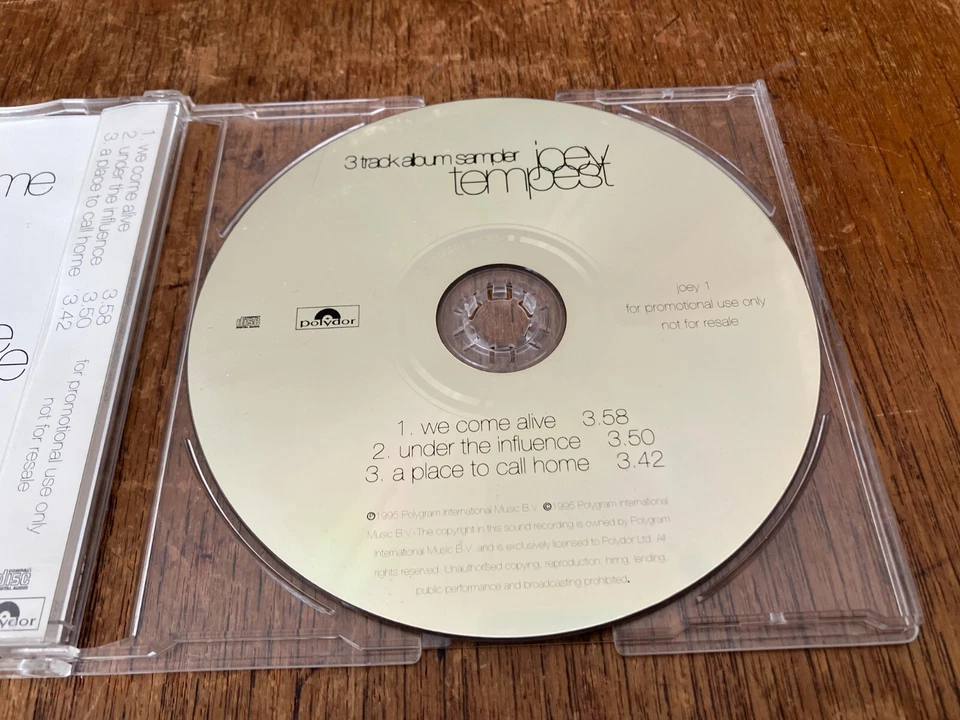 me
1. we come alive 3.58
2. under the influence 3.50
3. a place to call home 3.42
for promotional use only
not for resale
disc
DIGITAL AUDIO
3 track album sampler joey
tempest
disc
polydor
joey 1
for promotional use only
not for resale
1. we come alive 3.58
2. under the influence 3.50
3. a place to call home 3.42
℗1995 Polygram International Music B.V. ©1995 Polygram International
Music B.V. The copyright in this sound recording is owned by Polygram
International Music B.V. and is exclusively licensed to Polydor Ltd. All
rights reserved. Unauthorised copying, reproduction, hiring, lending,
public performance and broadcasting prohibited.